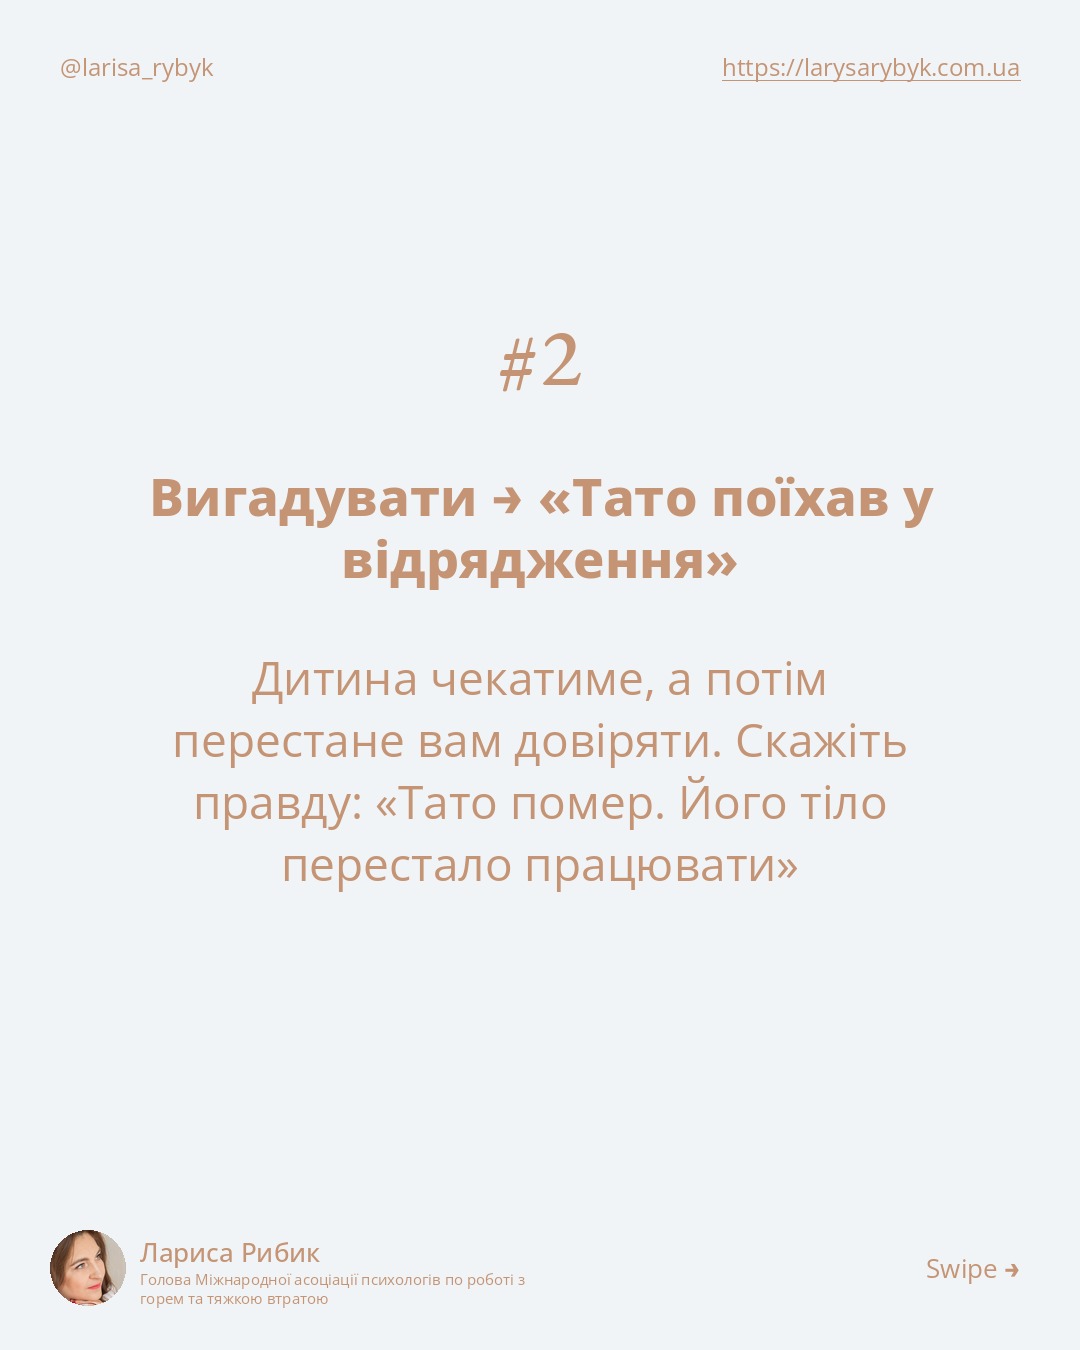 @larisa_rybyk
https://larysarybyk.com.ua
#2
Вигадувати → «Тато поїхав у
відрядження»
Дитина чекатиме, а потім
перестане вам довіряти. Скажіть
правду: «Тато помер. Його тіло
перестало працювати»
Лариса Рибик
Голова Міжнародної асоціації психологів по роботі з
горем та тяжкою втратою
Swipe →